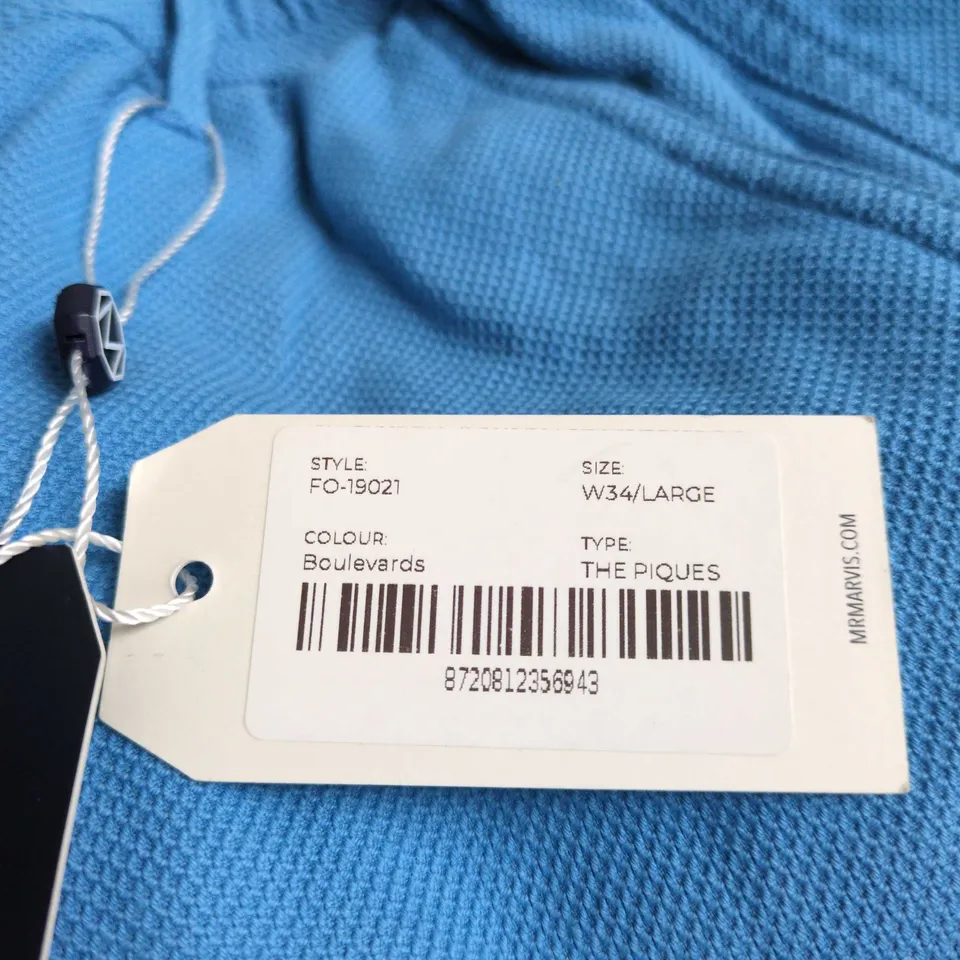 STYLE:
FO-19021
SIZE:
W34/LARGE
COLOUR:
Boulevards
TYPE:
THE PIQUES
8720812356943
MRMARVIS.COM